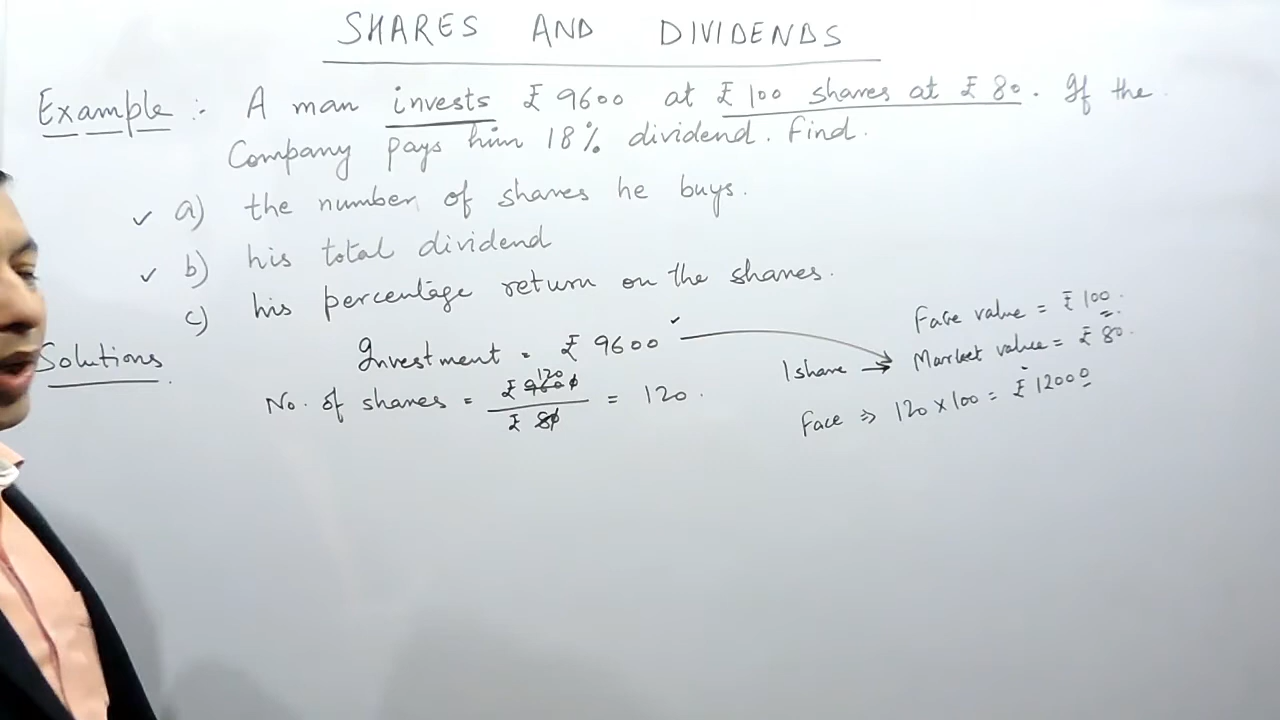 SHARES AND DIVIDENDS
Example :- A man invests ₹ 9600 at ₹ 100 shares at ₹ 80. If the
Company pays him 18% dividend. Find.
✓ a) the number of shares he buys.
✓ b) his total dividend
c) his percentage return on the shares.
Solutions.
Investment = ₹ 9600 ✓
No. of shares = ₹ 9600 / ₹ 80 = 120.
120
Face value = ₹ 100.
1 share → Market value = ₹ 80.
Face ⇒ 120 × 100 = ₹ 12000